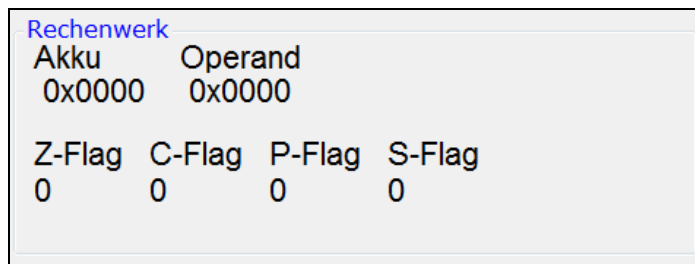 Rechenwerk
Akku Operand
0x0000 0x0000
Z-Flag C-Flag P-Flag S-Flag
0 0 0 0